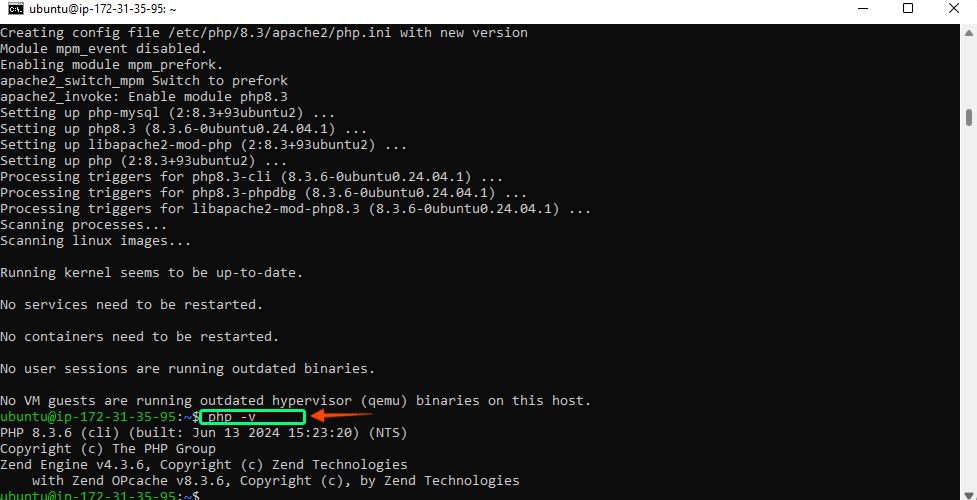 ubuntu@ip-172-31-35-95: ~
Creating config file /etc/php/8.3/apache2/php.ini with new version
Module mpm_event disabled.
Enabling module mpm_prefork.
apache2_switch_mpm Switch to prefork
apache2_invoke: Enable module php8.3
Setting up php-mysql (2:8.3+93ubuntu2) ...
Setting up php8.3 (8.3.6-0ubuntu0.24.04.1) ...
Setting up libapache2-mod-php (2:8.3+93ubuntu2) ...
Setting up php (2:8.3+93ubuntu2) ...
Processing triggers for php8.3-cli (8.3.6-0ubuntu0.24.04.1) ...
Processing triggers for php8.3-phpdbg (8.3.6-0ubuntu0.24.04.1) ...
Processing triggers for libapache2-mod-php8.3 (8.3.6-0ubuntu0.24.04.1) ...
Scanning processes...
Scanning linux images...
Running kernel seems to be up-to-date.
No services need to be restarted.
No containers need to be restarted.
No user sessions are running outdated binaries.
No VM guests are running outdated hypervisor (qemu) binaries on this host.
ubuntu@ip-172-31-35-95:~$ php -v
PHP 8.3.6 (cli) (built: Jun 13 2024 15:23:20) (NTS)
Copyright (c) The PHP Group
Zend Engine v4.3.6, Copyright (c) Zend Technologies
    with Zend OPcache v8.3.6, Copyright (c), by Zend Technologies
ubuntu@ip-172-31-35-95:~$